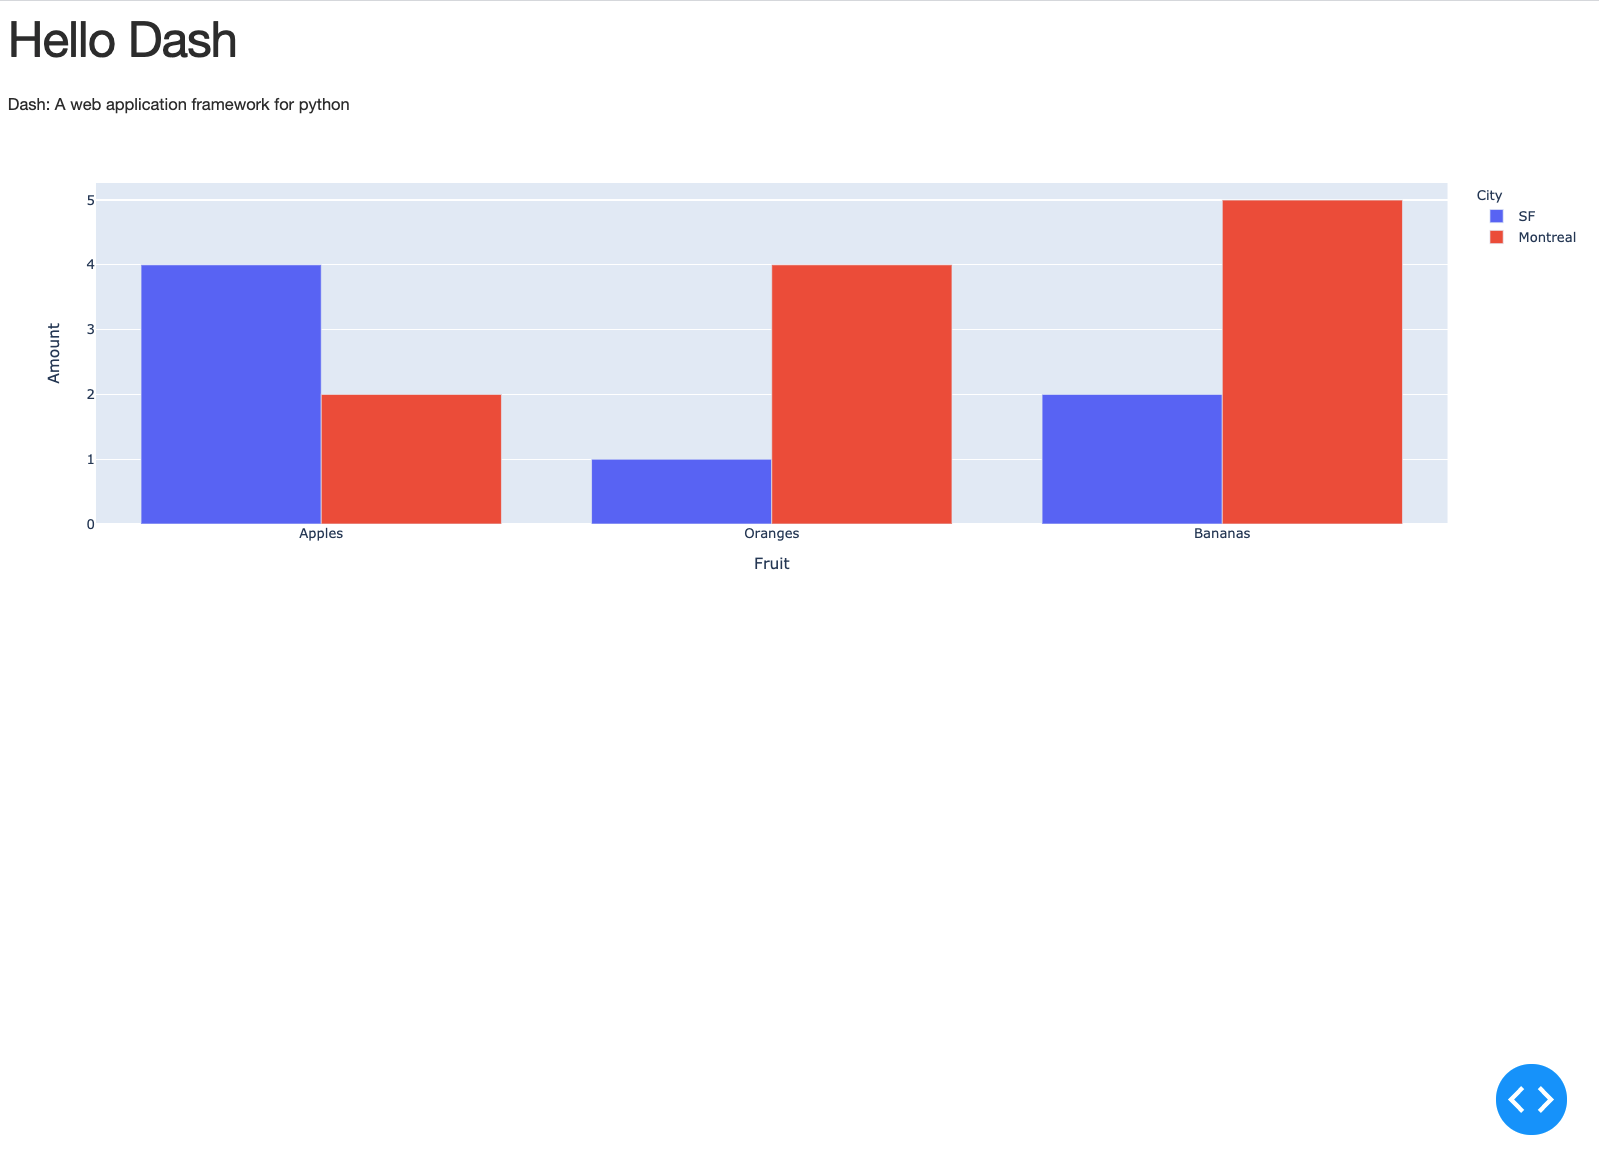 Hello Dash
Dash: A web application framework for python
City
SF
Montreal
5
4
3
2
1
0
Amount
Apples Oranges Bananas
Fruit